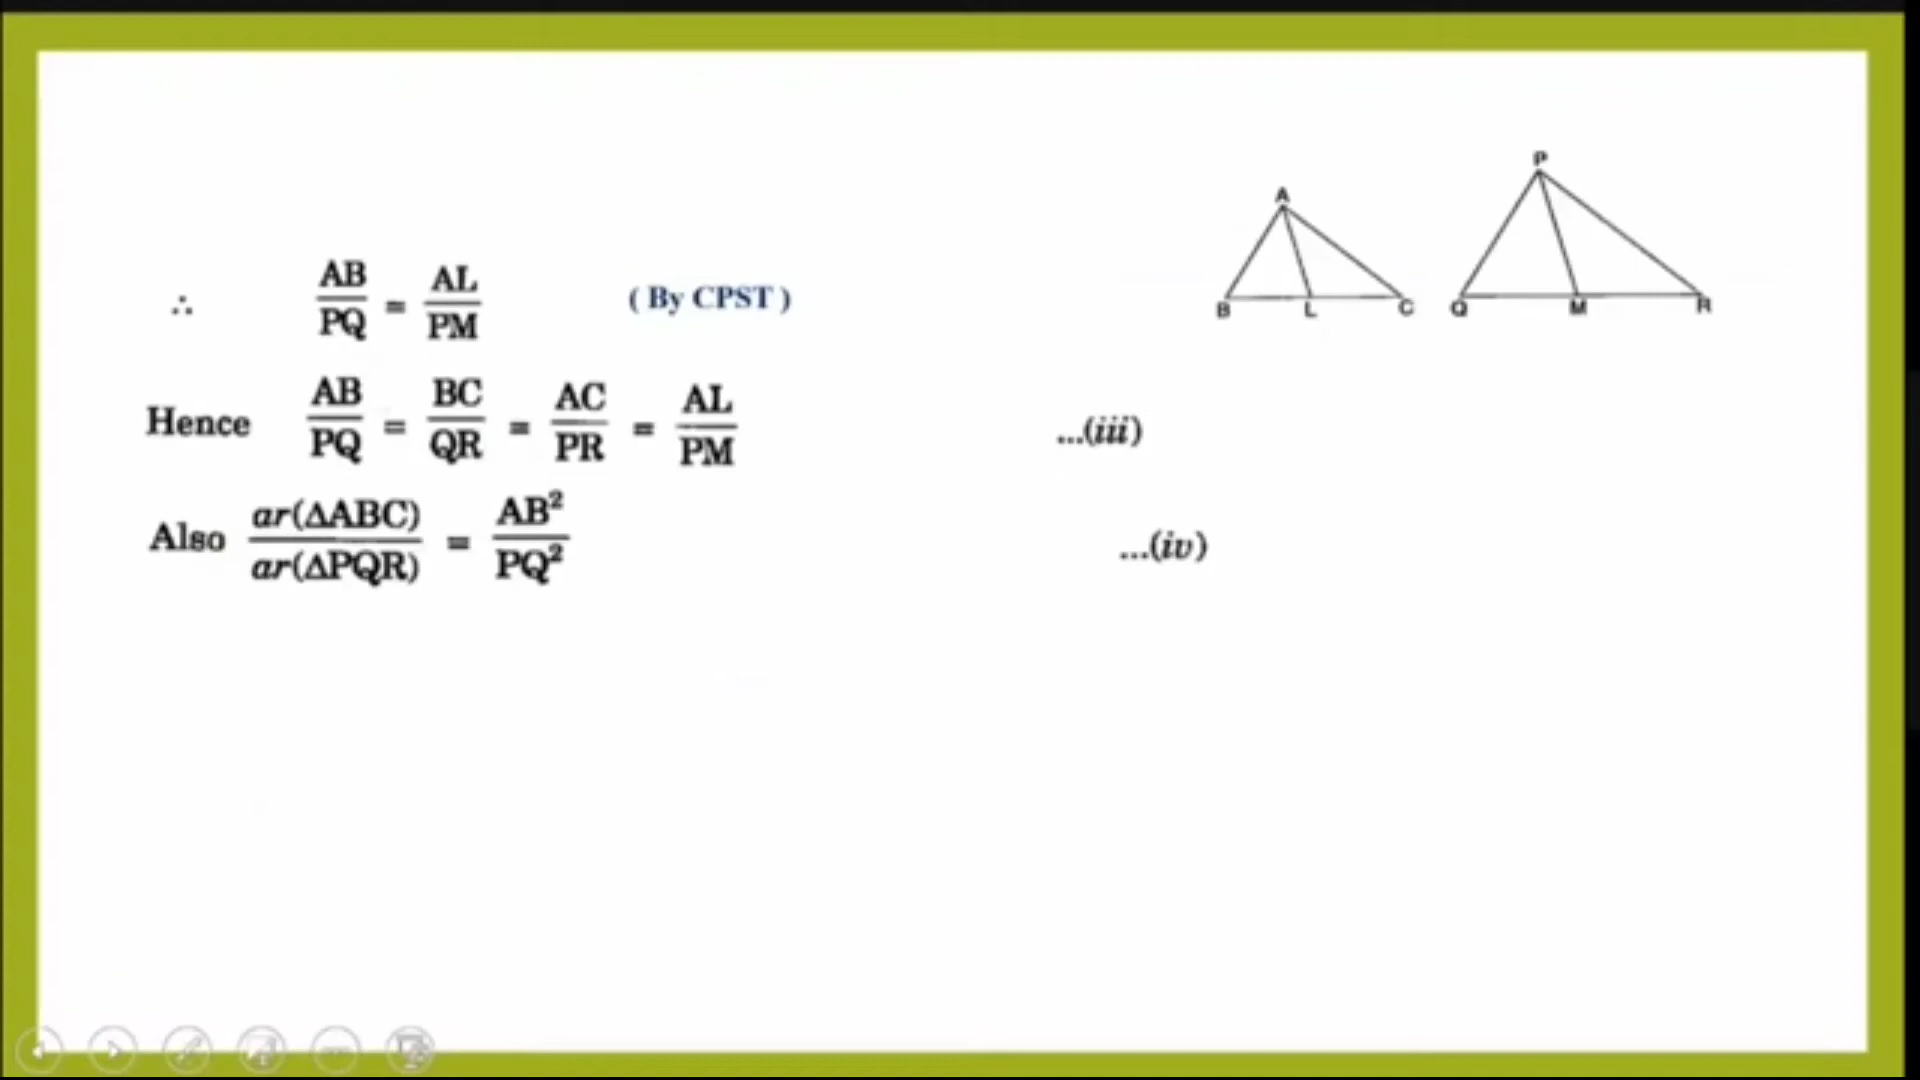 ∴ AB/PQ = AL/PM ( By CPST )
Hence AB/PQ = BC/QR = AC/PR = AL/PM ...(iii)
Also ar(ΔABC)/ar(ΔPQR) = AB²/PQ² ...(iv)
A
B L C
P
Q M R